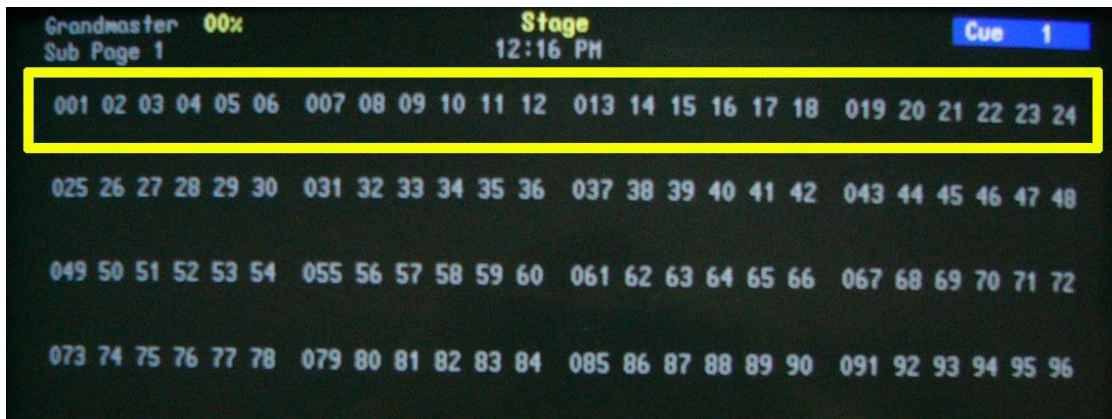 Grandmaster 00% Stage Cue 1
Sub Page 1 12:16 PM
001 02 03 04 05 06 007 08 09 10 11 12 013 14 15 16 17 18 019 20 21 22 23 24
025 26 27 28 29 30 031 32 33 34 35 36 037 38 39 40 41 42 043 44 45 46 47 48
049 50 51 52 53 54 055 56 57 58 59 60 061 62 63 64 65 66 067 68 69 70 71 72
073 74 75 76 77 78 079 80 81 82 83 84 085 86 87 88 89 90 091 92 93 94 95 96